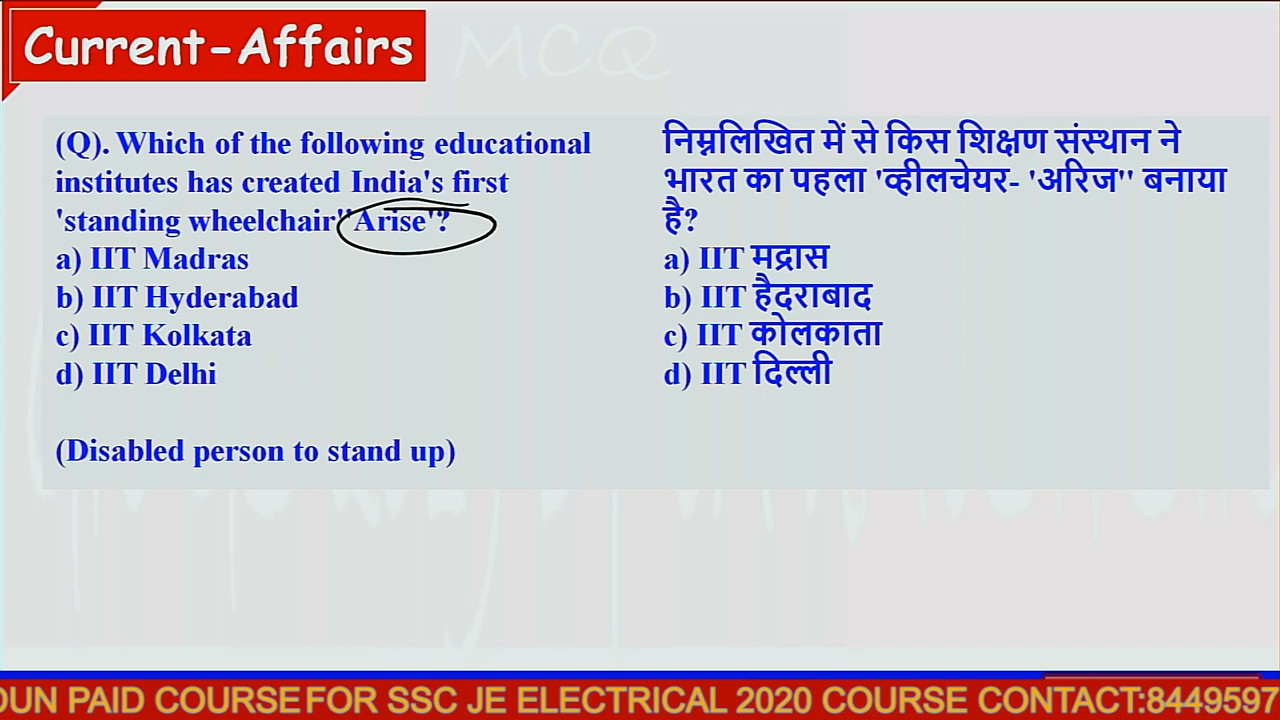 Current-Affairs
MCQ
(Q). Which of the following educational
institutes has created India's first
'standing wheelchair''Arise'?
a) IIT Madras
b) IIT Hyderabad
c) IIT Kolkata
d) IIT Delhi
(Disabled person to stand up)
निम्नलिखित में से किस शिक्षण संस्थान ने
भारत का पहला 'व्हीलचेयर- 'अरिज'' बनाया
है?
a) IIT मद्रास
b) IIT हैदराबाद
c) IIT कोलकाता
d) IIT दिल्ली
OUN PAID COURSE FOR SSC JE ELECTRICAL 2020 COURSE CONTACT:8449597